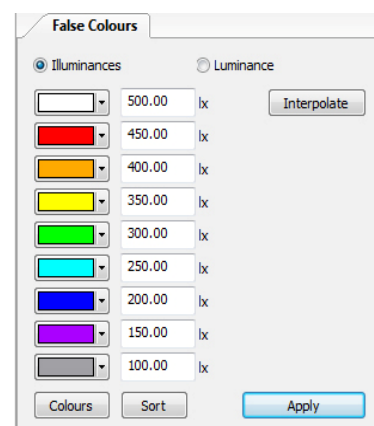 False Colours
Illuminances Luminance
500.00 lx Interpolate
450.00 lx
400.00 lx
350.00 lx
300.00 lx
250.00 lx
200.00 lx
150.00 lx
100.00 lx
Colours Sort Apply